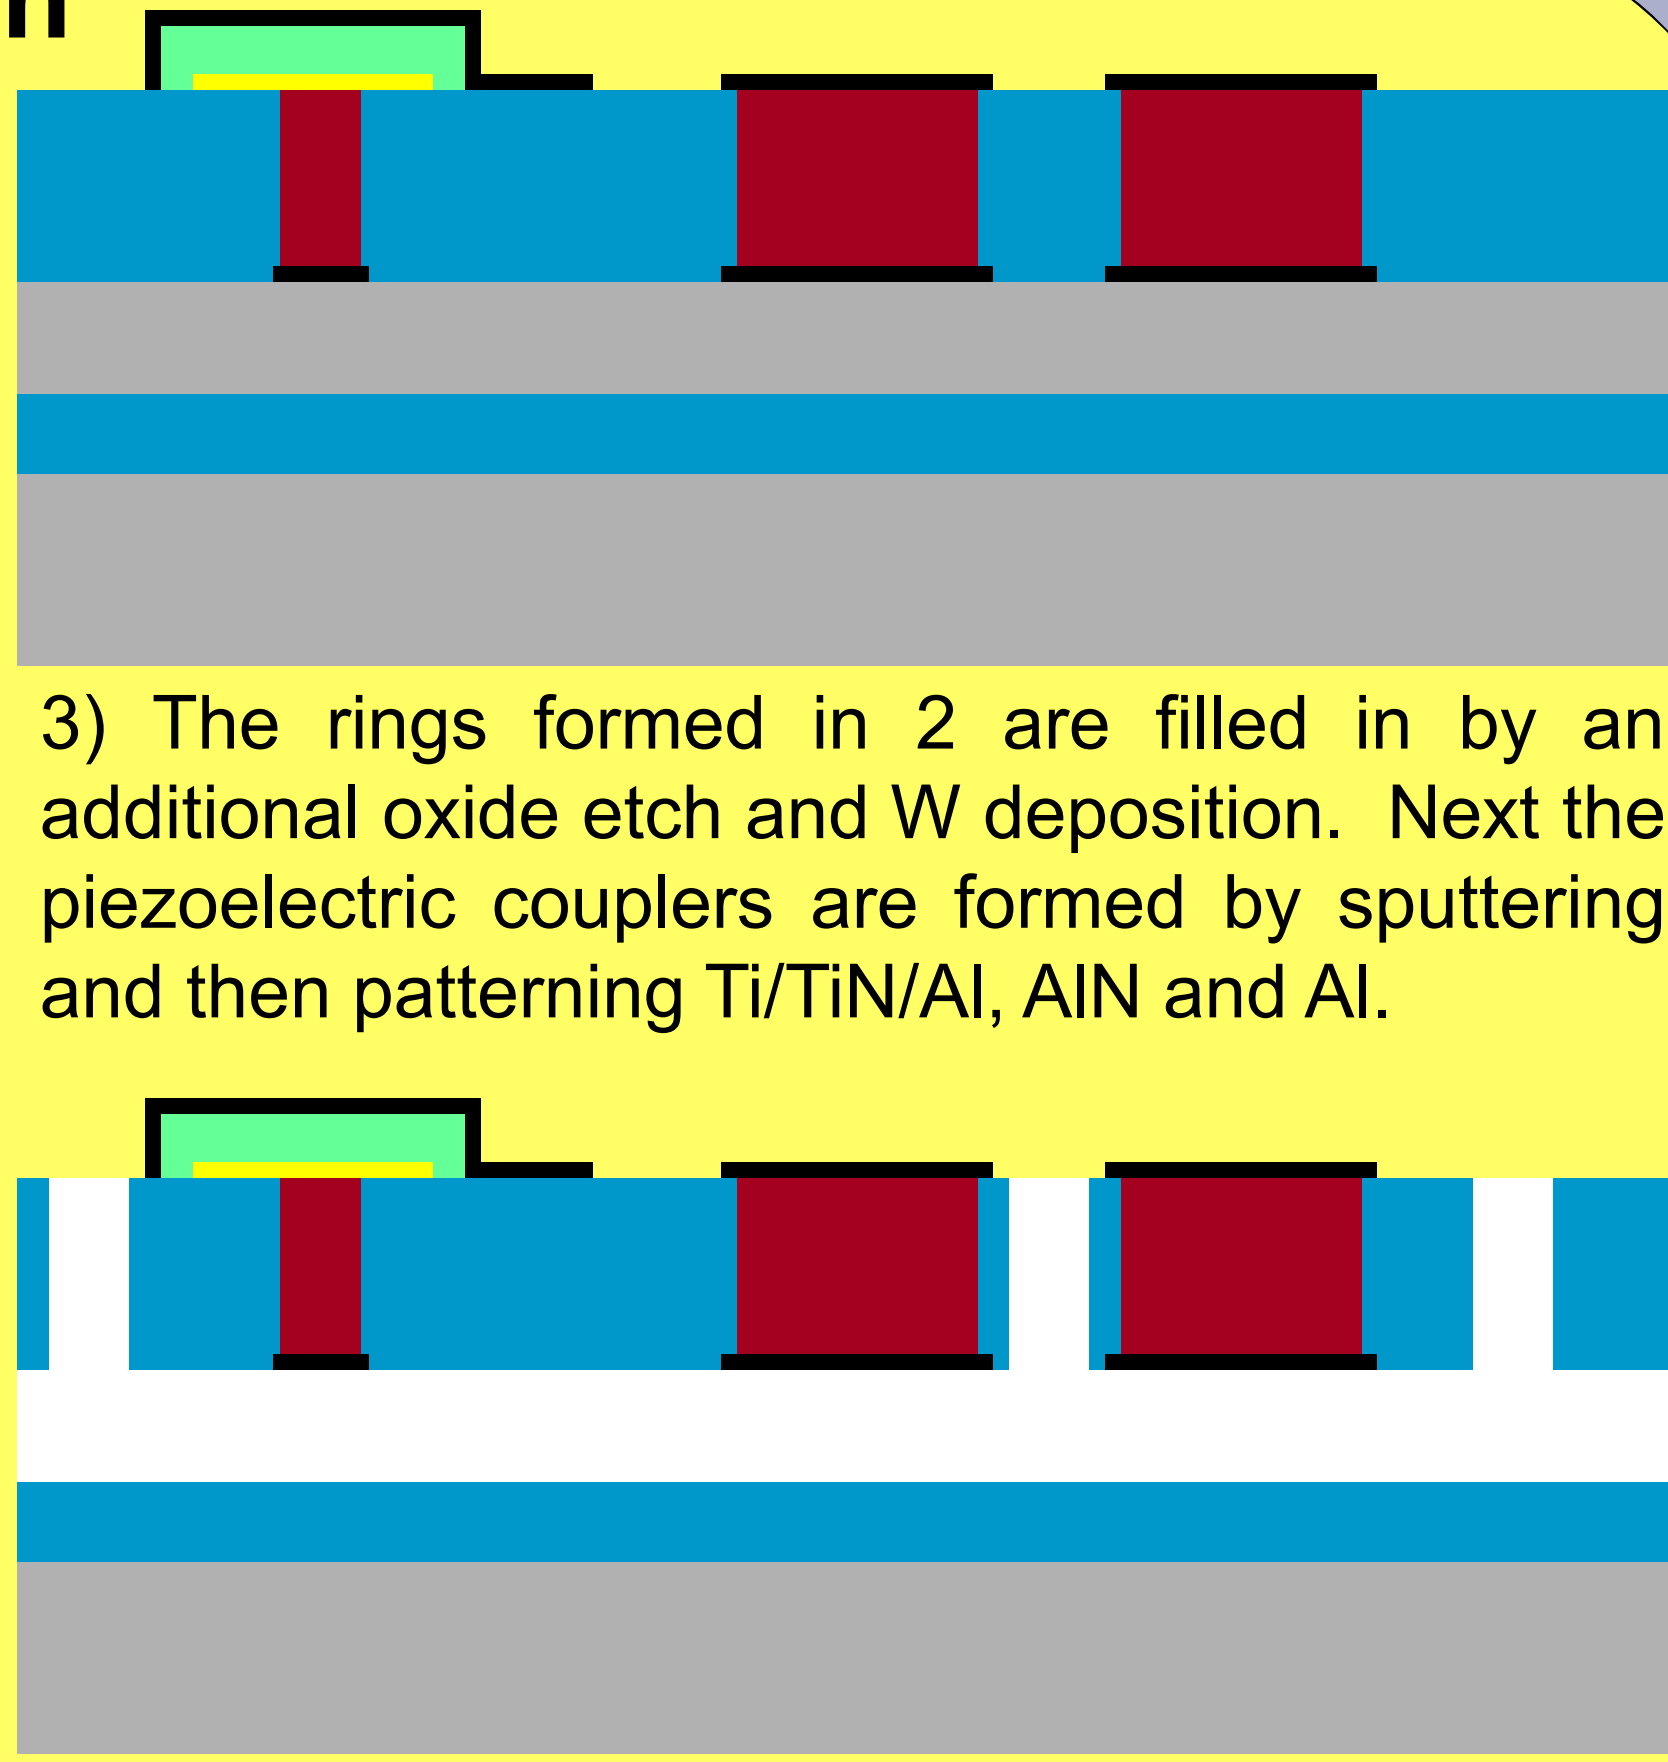 3) The rings formed in 2 are filled in by an
additional oxide etch and W deposition. Next the
piezoelectric couplers are formed by sputtering
and then patterning Ti/TiN/Al, AlN and Al.